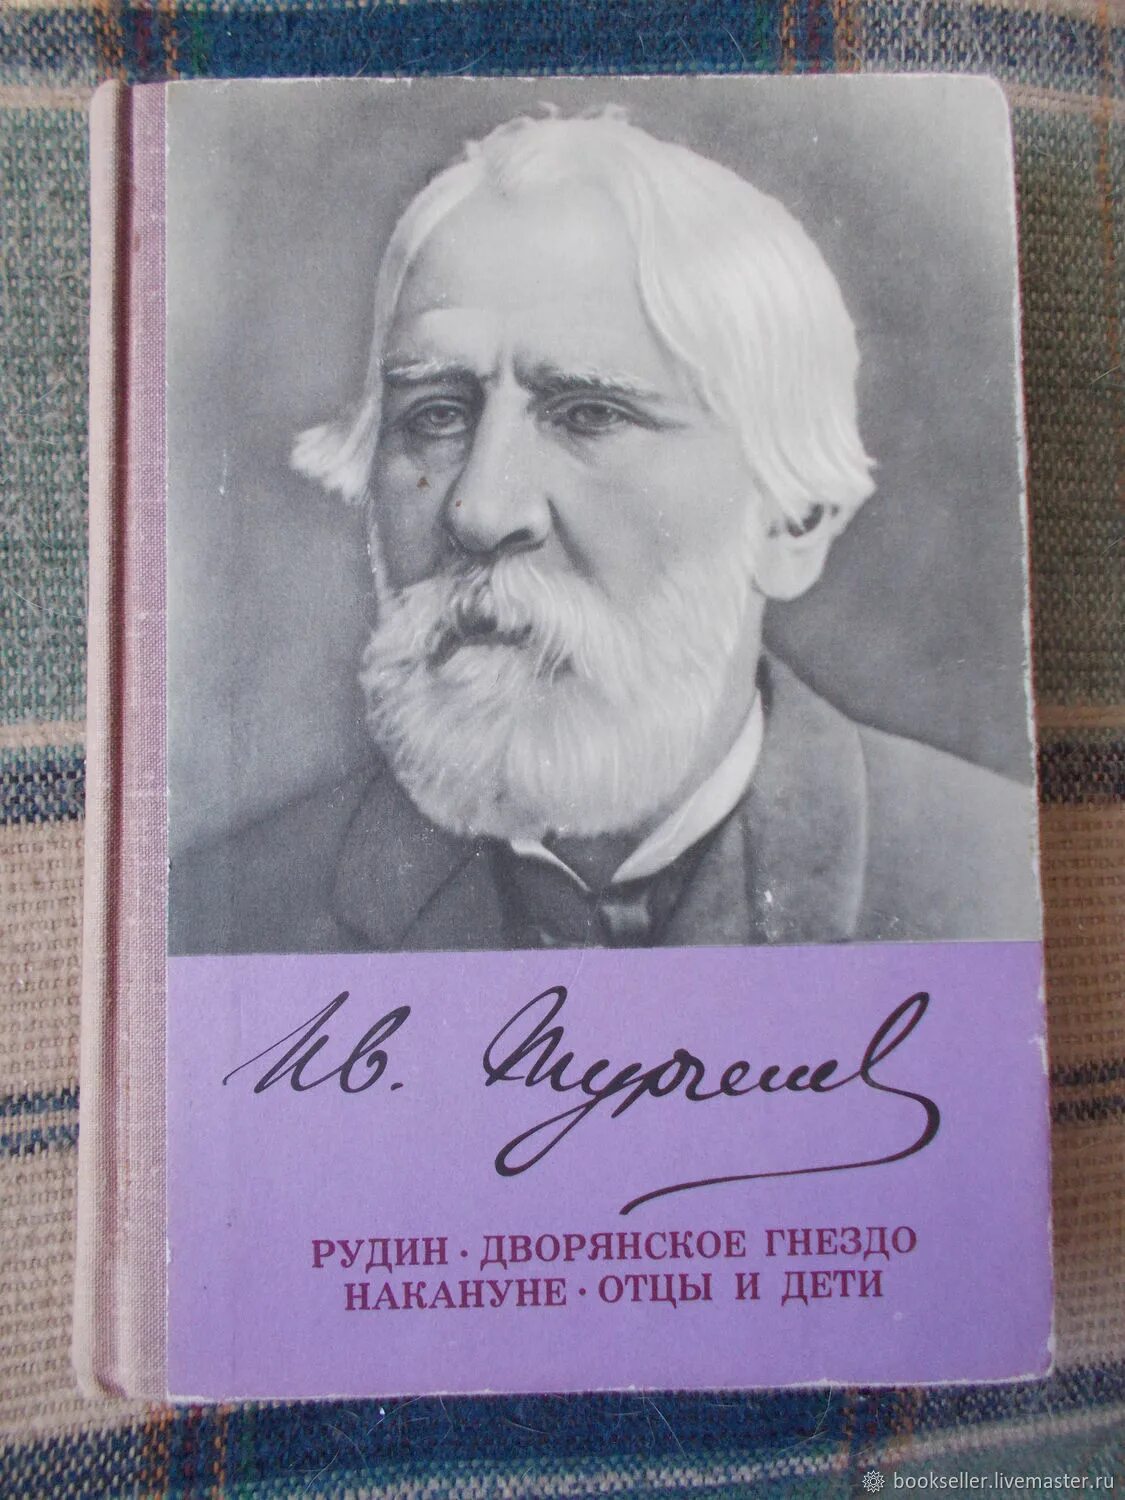 Ив. Тургенев
РУДИН · ДВОРЯНСКОЕ ГНЕЗДО
НАКАНУНЕ · ОТЦЫ И ДЕТИ
bookseller.livemaster.ru